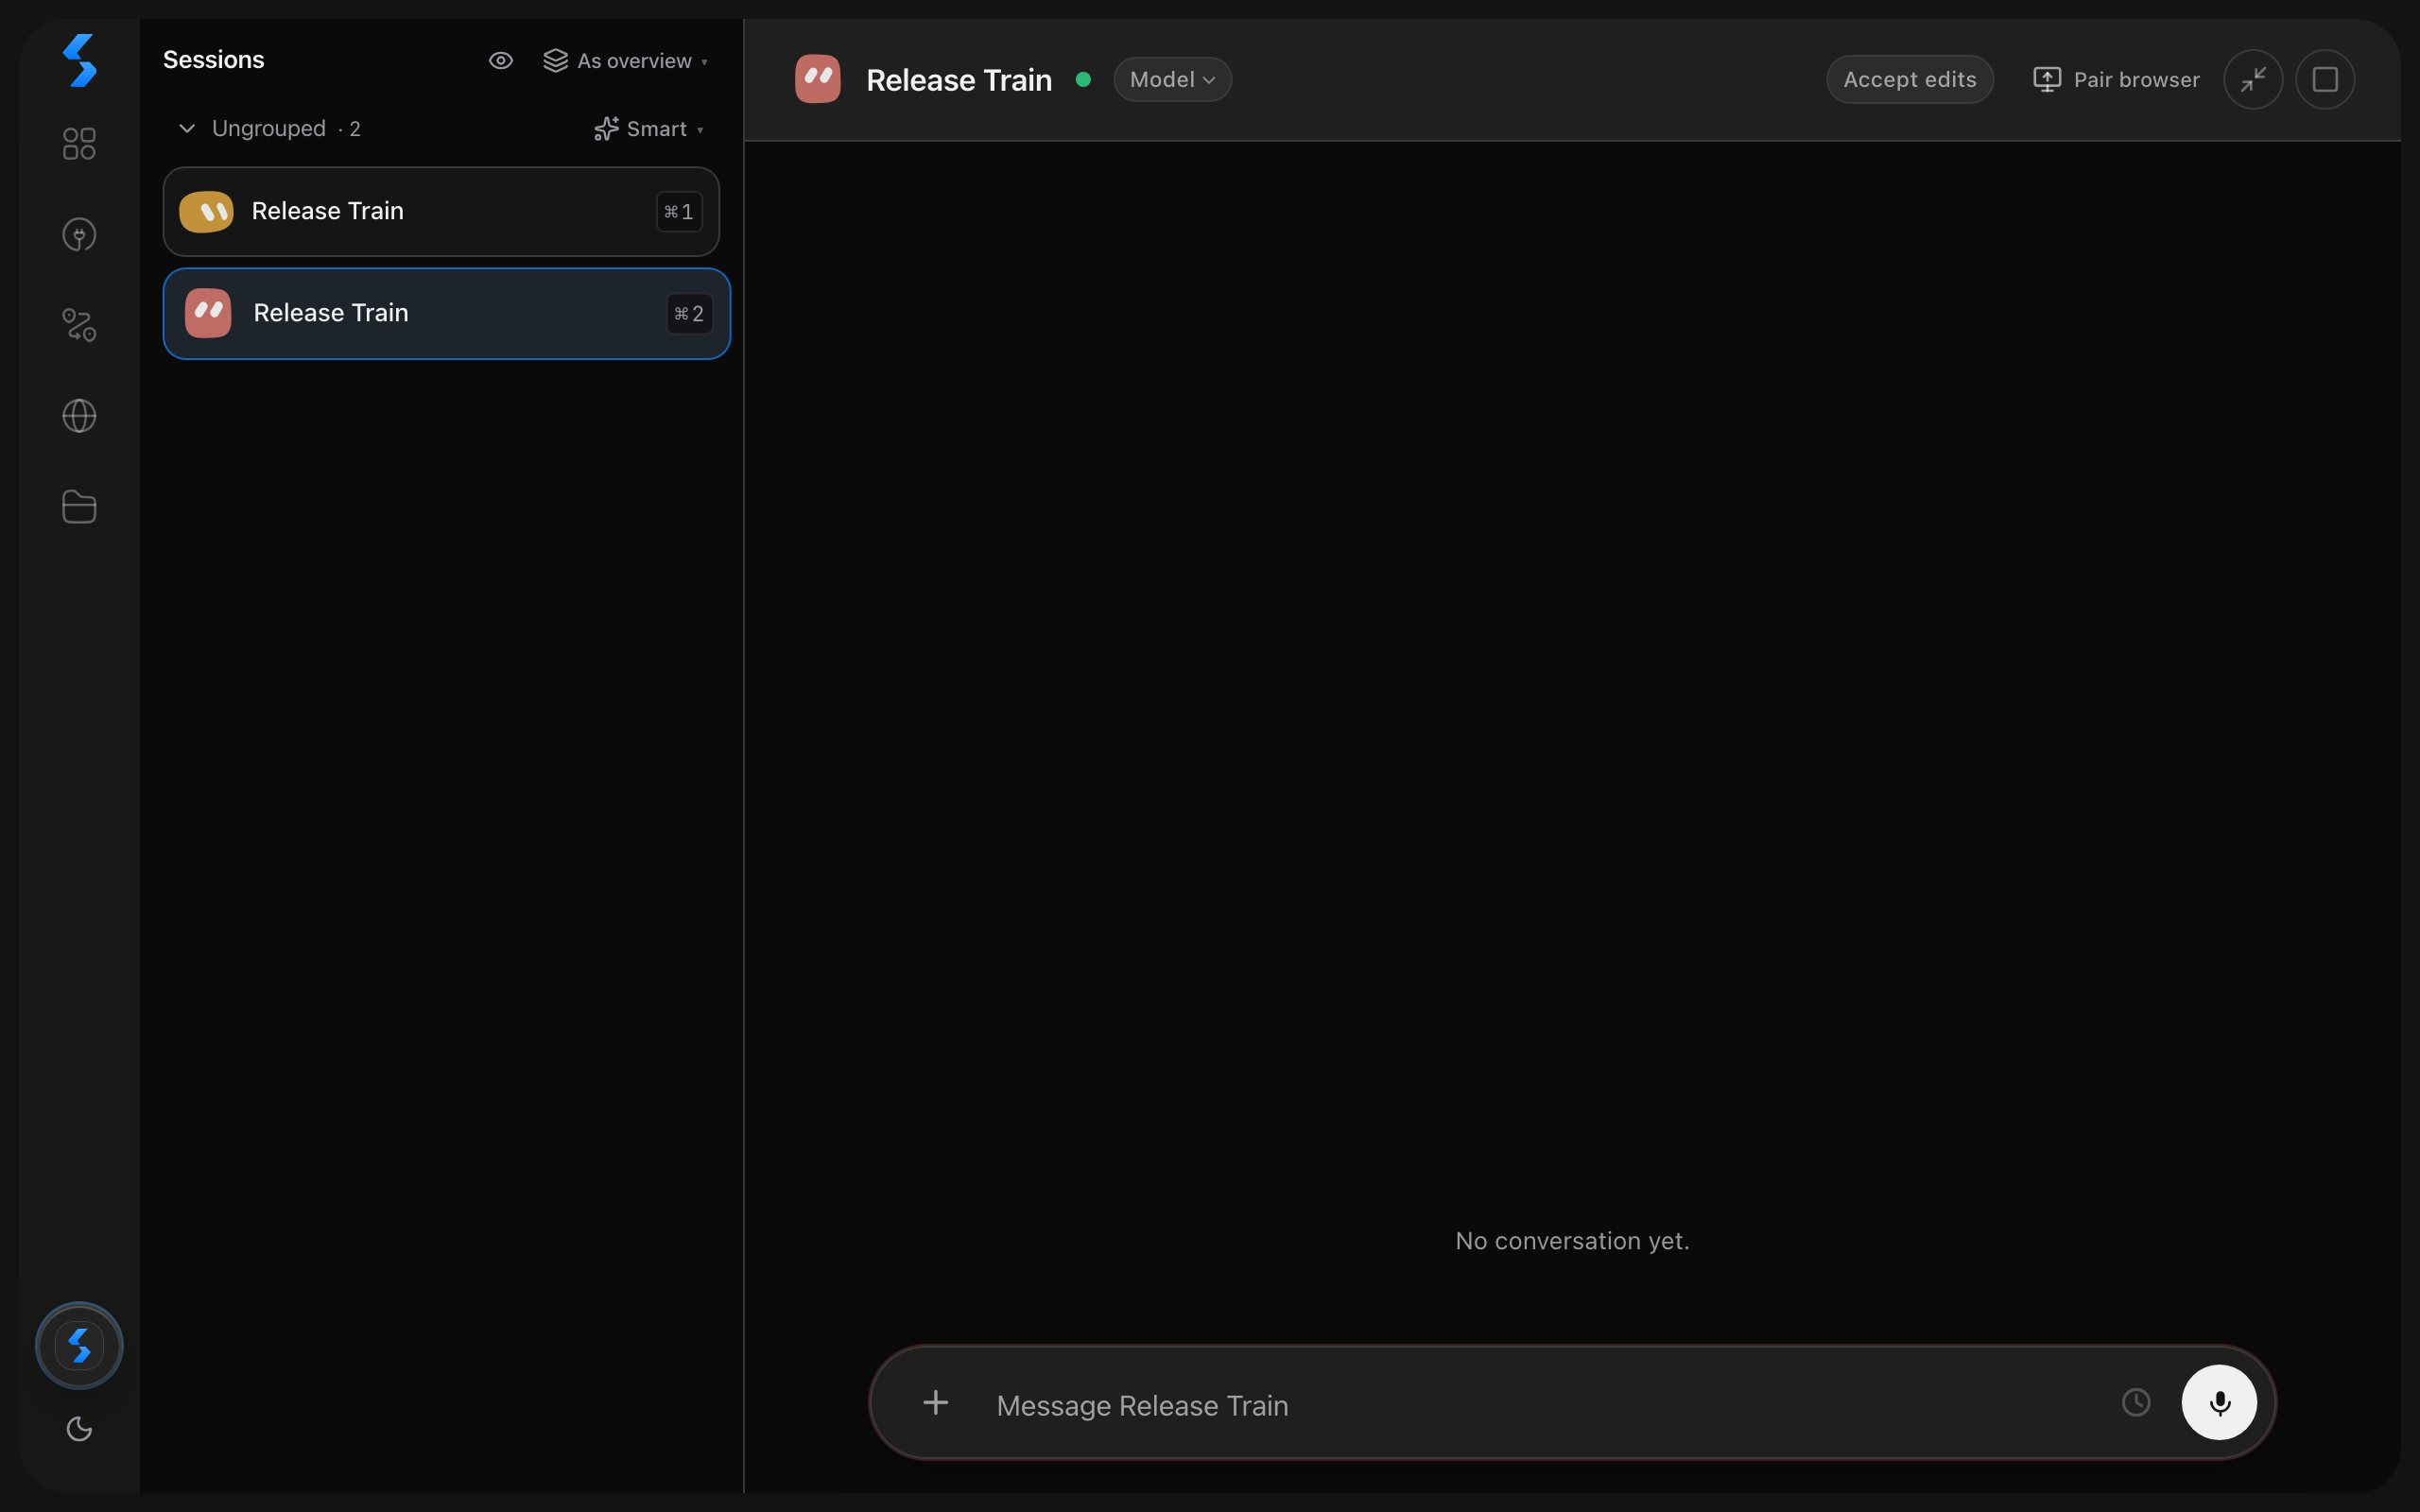 Sessions
As overview
Ungrouped · 2
Smart
Release Train
⌘1
Release Train
⌘2
Release Train
Model
Accept edits
Pair browser
No conversation yet.
Message Release Train